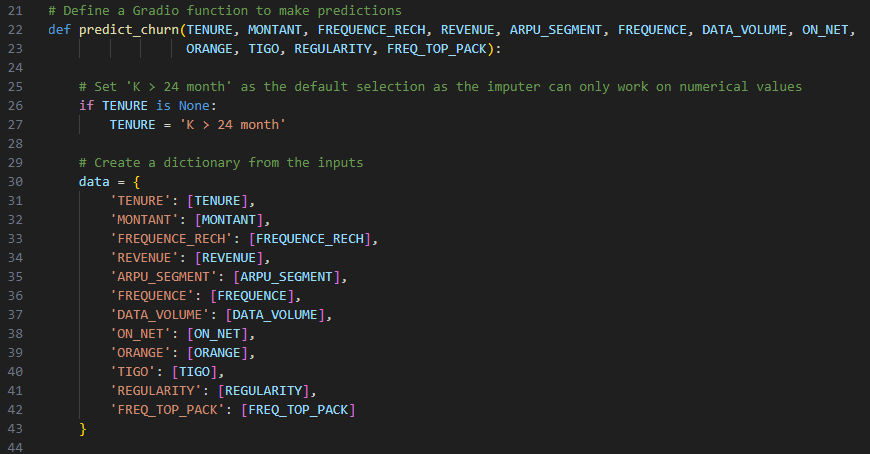 21 # Define a Gradio function to make predictions
22 def predict_churn(TENURE, MONTANT, FREQUENCE_RECH, REVENUE, ARPU_SEGMENT, FREQUENCE, DATA_VOLUME, ON_NET,
23                   ORANGE, TIGO, REGULARITY, FREQ_TOP_PACK):
24
25     # Set 'K > 24 month' as the default selection as the imputer can only work on numerical values
26     if TENURE is None:
27         TENURE = 'K > 24 month'
28
29     # Create a dictionary from the inputs
30     data = {
31         'TENURE': [TENURE],
32         'MONTANT': [MONTANT],
33         'FREQUENCE_RECH': [FREQUENCE_RECH],
34         'REVENUE': [REVENUE],
35         'ARPU_SEGMENT': [ARPU_SEGMENT],
36         'FREQUENCE': [FREQUENCE],
37         'DATA_VOLUME': [DATA_VOLUME],
38         'ON_NET': [ON_NET],
39         'ORANGE': [ORANGE],
40         'TIGO': [TIGO],
41         'REGULARITY': [REGULARITY],
42         'FREQ_TOP_PACK': [FREQ_TOP_PACK]
43     }
44